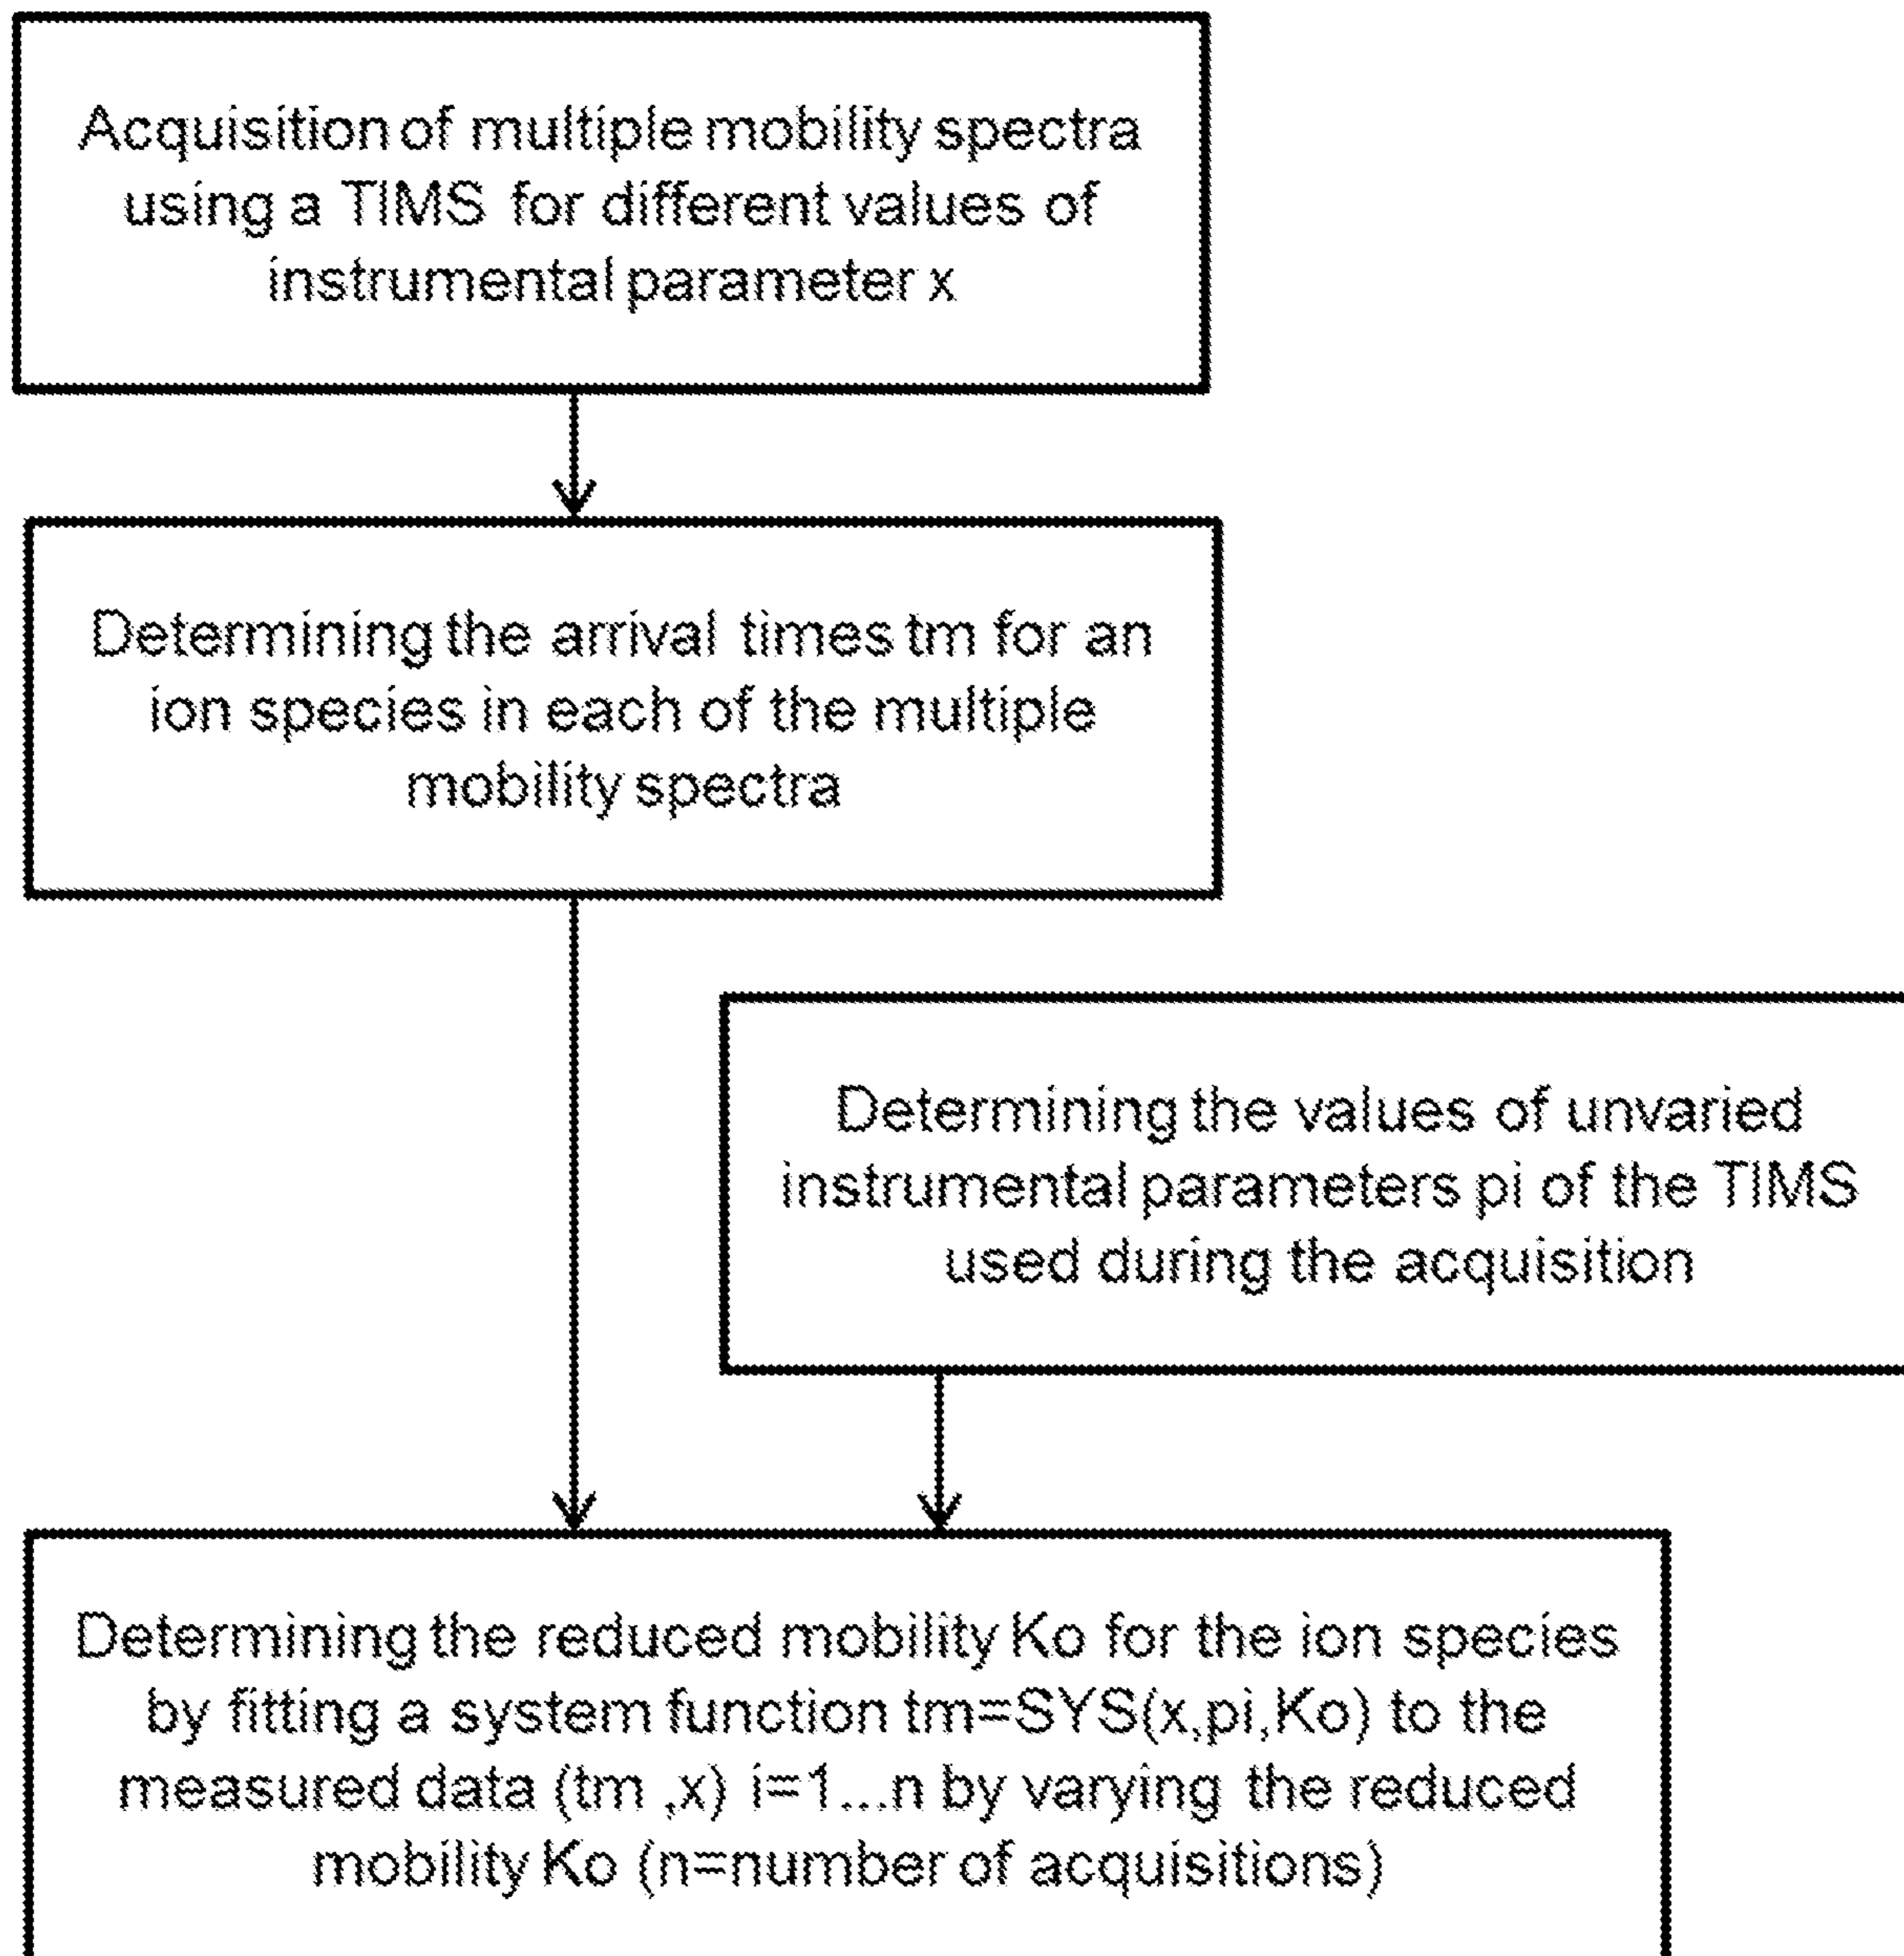 Acquisition of multiple mobility spectra
using a TIMS for different values of
instrumental parameter x
Determining the arrival times tm for an
ion species in each of the multiple
mobility spectra
Determining the values of unvaried
instrumental parameters pi of the TIMS
used during the acquisition
Determining the reduced mobility Ko for the ion species
by fitting a system function tm=SYS(x,pi,Ko) to the
measured data (tm ,x) i=1...n by varying the reduced
mobility Ko (n=number of acquisitions)